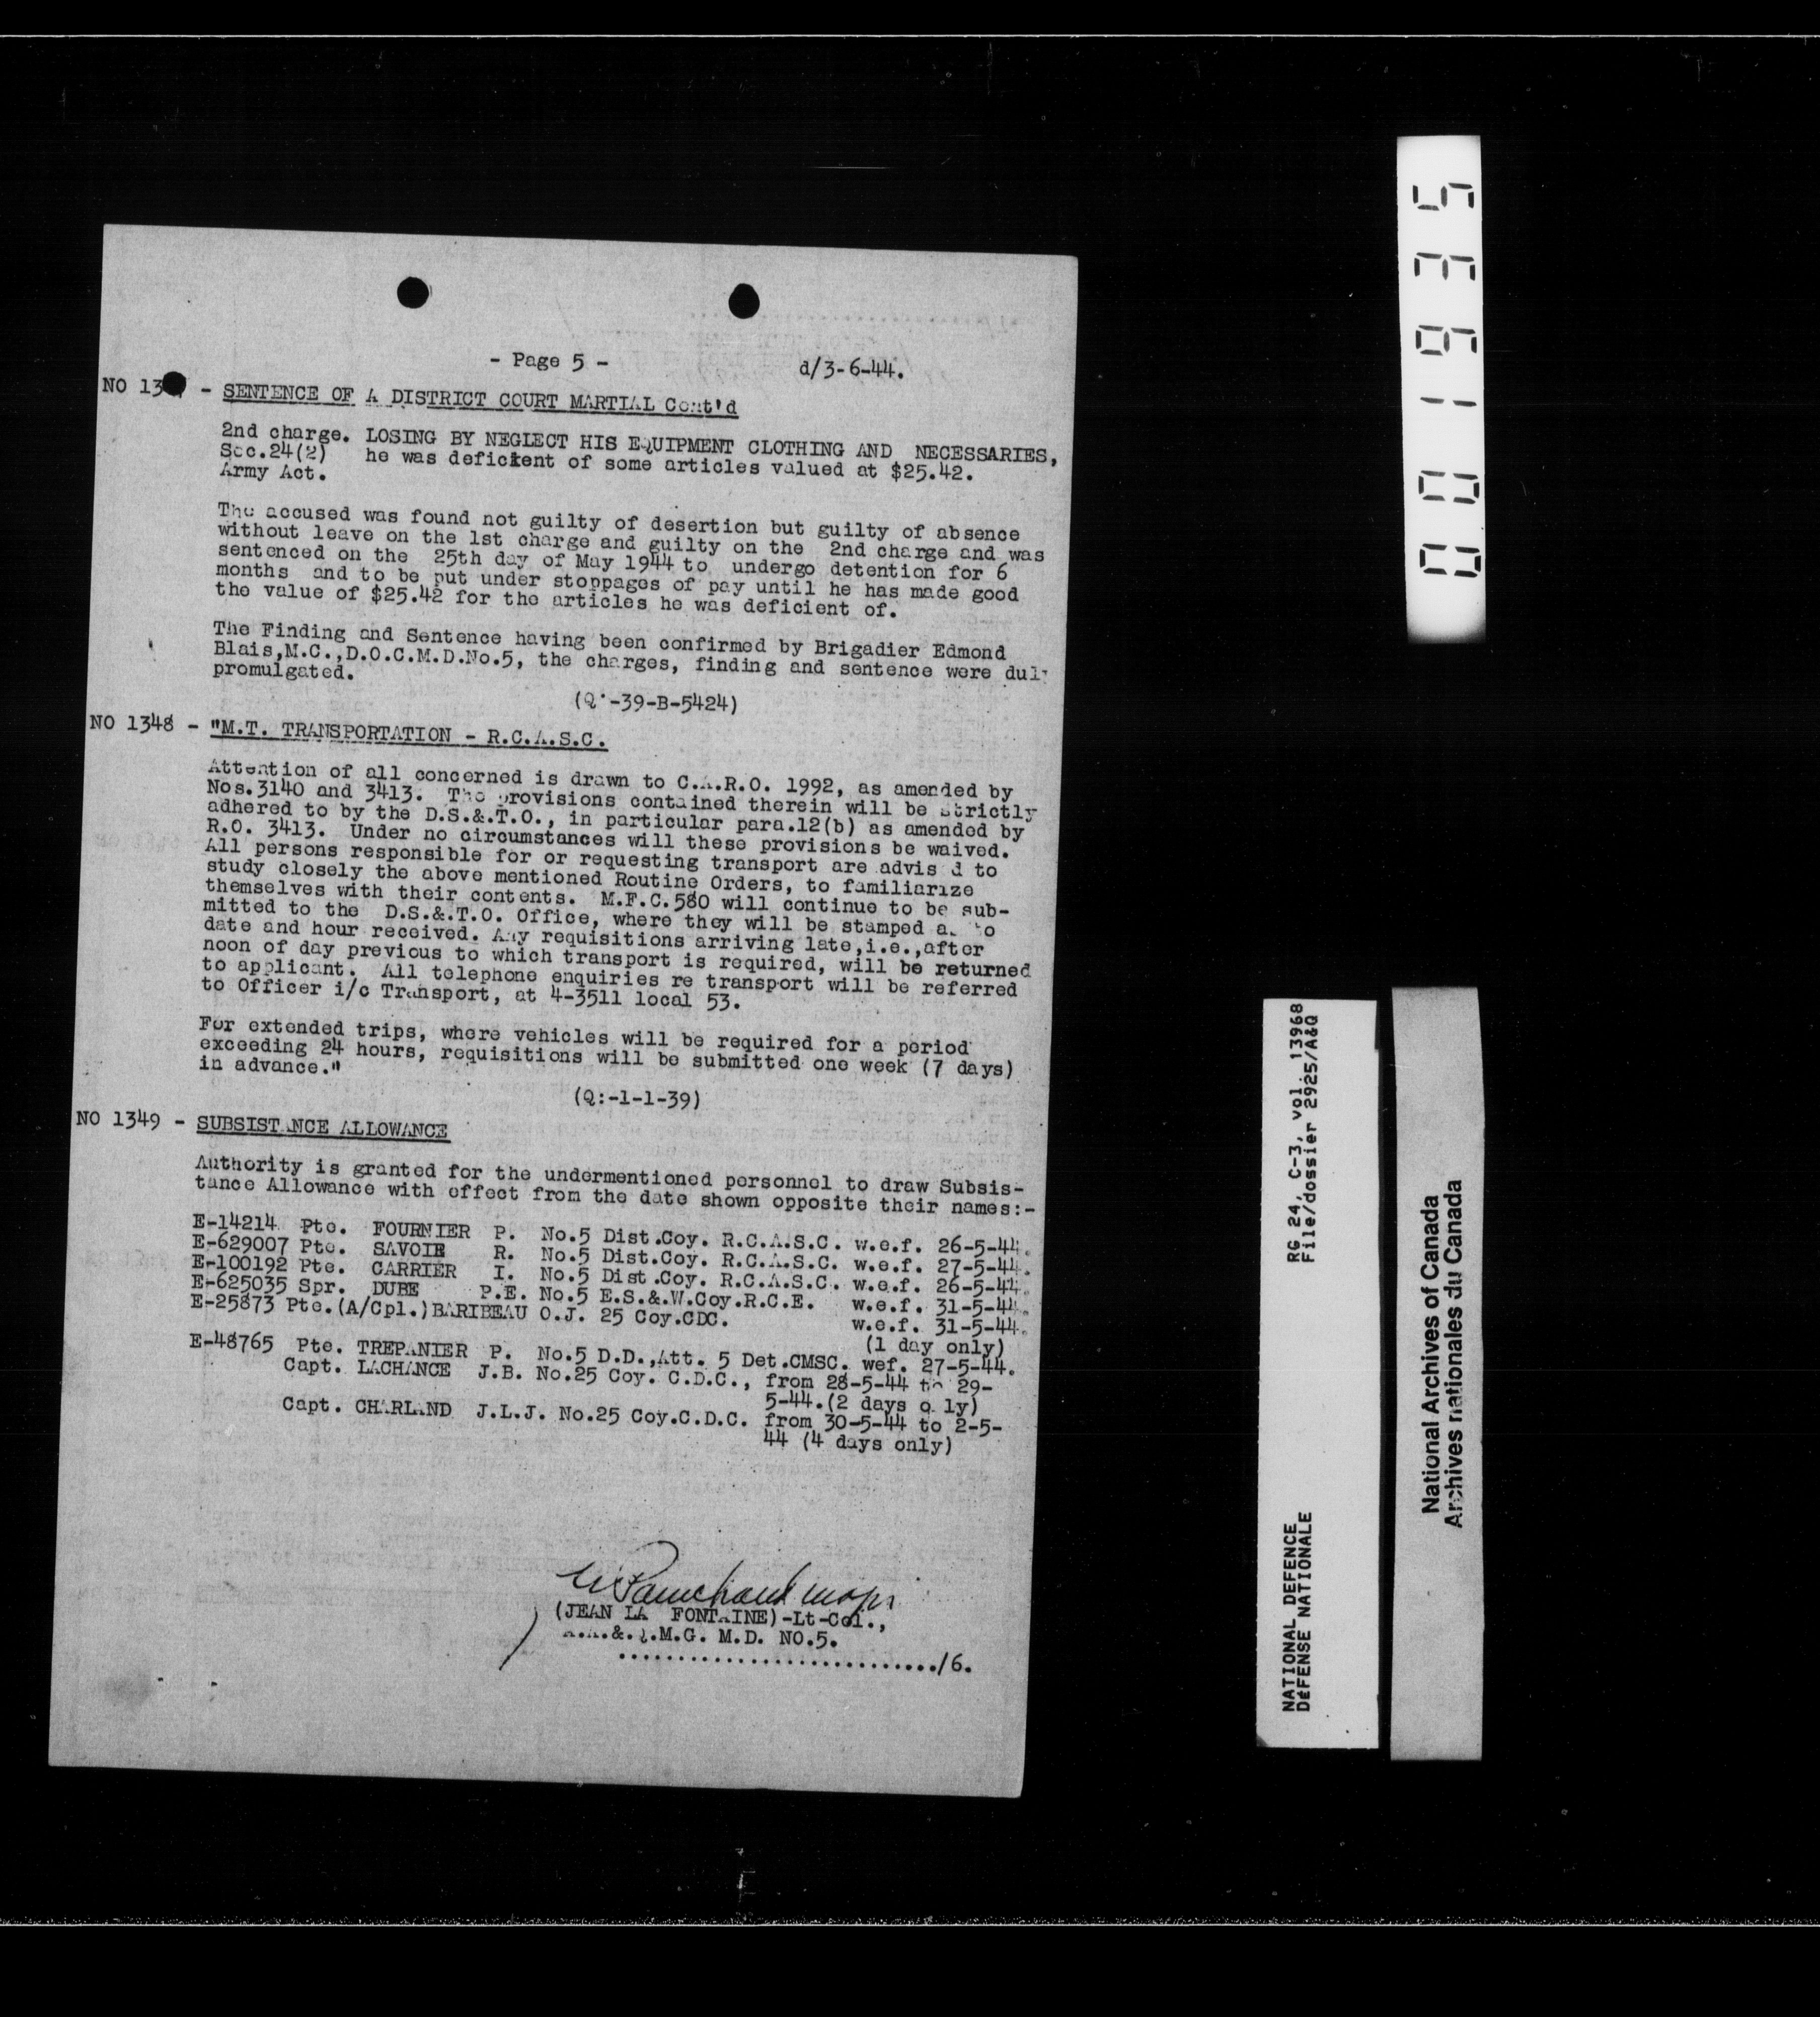 - Page 5 -
d/3-6-44.
NO 13 - SENTENCE OF A DISTRICT COURT MARTIAL Cont'd
2nd charge. LOSING BY NEGLECT HIS EQUIPMENT CLOTHING AND NECESSARIES,
Sec.24(2) he was deficient of some articles valued at $25.42.
Army Act.
The accused was found not guilty of desertion but guilty of absence
without leave on the 1st charge and guilty on the 2nd charge and was
sentenced on the 25th day of May 1944 to undergo detention for 6
months and to be put under stoppages of pay until he has made good
the value of $25.42 for the articles he was deficient of.
The Finding and Sentence having been confirmed by Brigadier Edmond
Blais,M.C.,D.O.C.M.D.No.5, the charges, finding and sentence were duly
promulgated.
(Q:-39-B-5424)
NO 1348 - "M.T. TRANSPORTATION - R.C.A.S.C.
Attention of all concerned is drawn to C.A.R.O. 1992, as amended by
Nos.3140 and 3413. The provisions contained therein will be strictly
adhered to by the D.S.&.T.O., in particular para.12(b) as amended by
R.O. 3413. Under no circumstances will these provisions be waived.
All persons responsible for or requesting transport are advised to
study closely the above mentioned Routine Orders, to familiarize
themselves with their contents. M.F.C.580 will continue to be sub-
mitted to the D.S.&.T.O. Office, where they will be stamped as to
date and hour received. Any requisitions arriving late,i.e.,after
noon of day previous to which transport is required, will be returned
to applicant. All telephone enquiries re transport will be referred
to Officer i/c Transport, at 4-3511 local 53.
For extended trips, where vehicles will be required for a period
exceeding 24 hours, requisitions will be submitted one week (7 days)
in advance."
(Q:-1-1-39)
NO 1349 - SUBSISTANCE ALLOWANCE
Authority is granted for the undermentioned personnel to draw Subsis-
tance Allowance with effect from the date shown opposite their names:-
E-14214 Pte. FOURNIER P. No.5 Dist.Coy. R.C.A.S.C. w.e.f. 26-5-44.
E-629007 Pte. SAVOIE R. No.5 Dist.Coy. R.C.A.S.C. w.e.f. 27-5-44.
E-100192 Pte. CARRIER I. No.5 Dist.Coy. R.C.A.S.C. w.e.f. 26-5-44.
E-625035 Spr. DUBE P.E. No.5 E.S.&.W.Coy.R.C.E. w.e.f. 31-5-44.
E-25873 Pte.(A/Cpl.)BARIBEAU O.J. 25 Coy.CDC. w.e.f. 31-5-44.
(1 day only)
E-48765 Pte. TREPANIER P. No.5 D.D.,Att. 5 Det.CMSC. wef. 27-5-44.
Capt. LACHANCE J.B. No.25 Coy. C.D.C., from 28-5-44 to 29-
5-44.(2 days only)
Capt. CHARLAND J.L.J. No.25 Coy.C.D.C. from 30-5-44 to 2-5-
44 (4 days only)
(JEAN LA FONTAINE)-Lt-Col.,
A.A.&.Q.M.G. M.D. NO.5.
.........................../6.
001935
RG 24, C-3, vol. 13968
File/dossier 2925/A&Q
NATIONAL DEFENCE
DÉFENSE NATIONALE
National Archives of Canada
Archives nationales du Canada